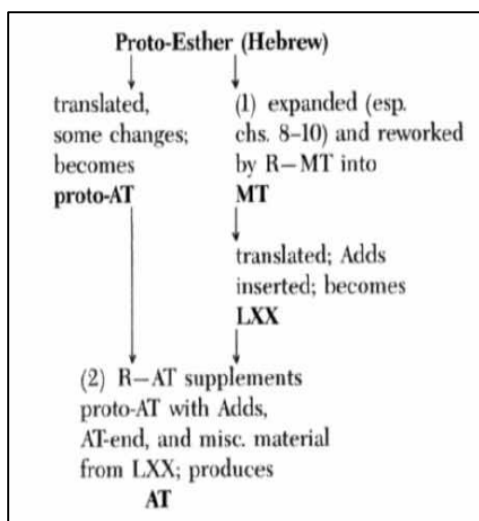 Proto-Esther (Hebrew)
translated,
some changes;
becomes
proto-AT
(1) expanded (esp.
chs. 8–10) and reworked
by R–MT into
MT
translated; Adds
inserted; becomes
LXX
(2) R–AT supplements
proto-AT with Adds,
AT-end, and misc. material
from LXX; produces
AT